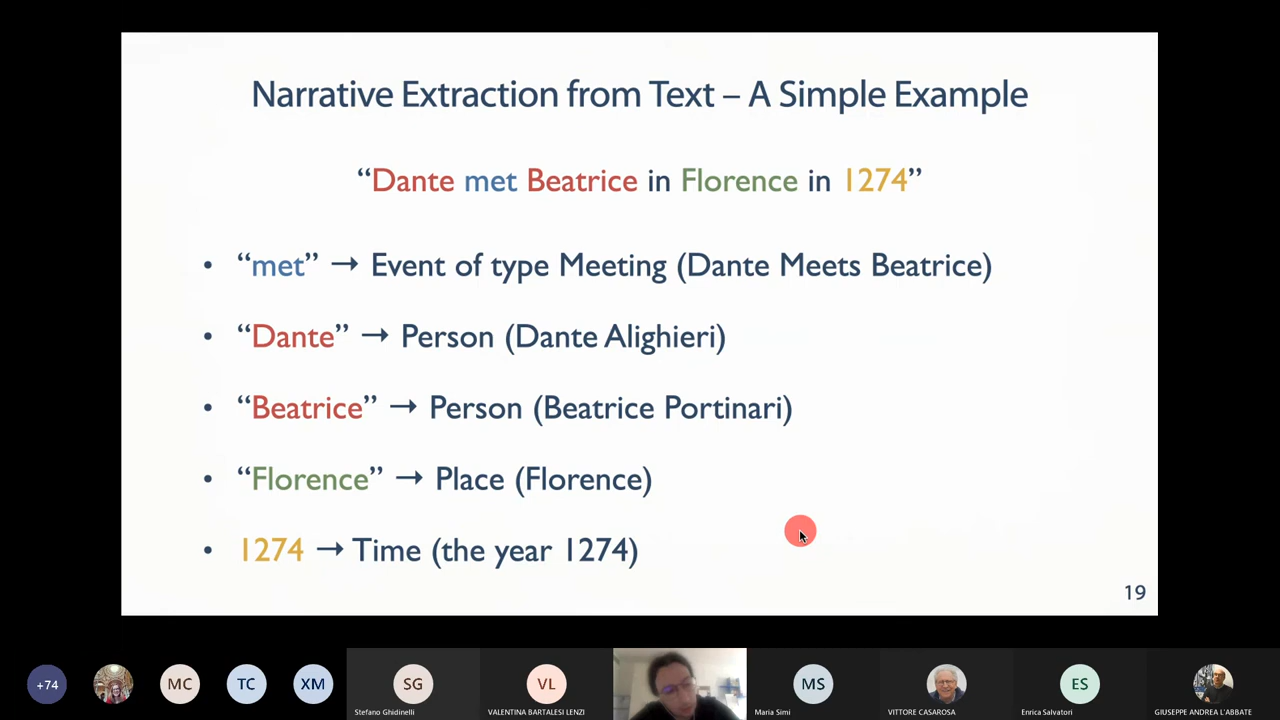 Narrative Extraction from Text – A Simple Example
“Dante met Beatrice in Florence in 1274”
• “met” → Event of type Meeting (Dante Meets Beatrice)
• “Dante” → Person (Dante Alighieri)
• “Beatrice” → Person (Beatrice Portinari)
• “Florence” → Place (Florence)
• 1274 → Time (the year 1274)
19
+74 MC TC XM SG VL MS ES
Stefano Ghidinelli VALENTINA BARTALESI LENZI Maria Simi VITTORE CASAROSA Enrica Salvatori GIUSEPPE ANDREA L'ABBATE